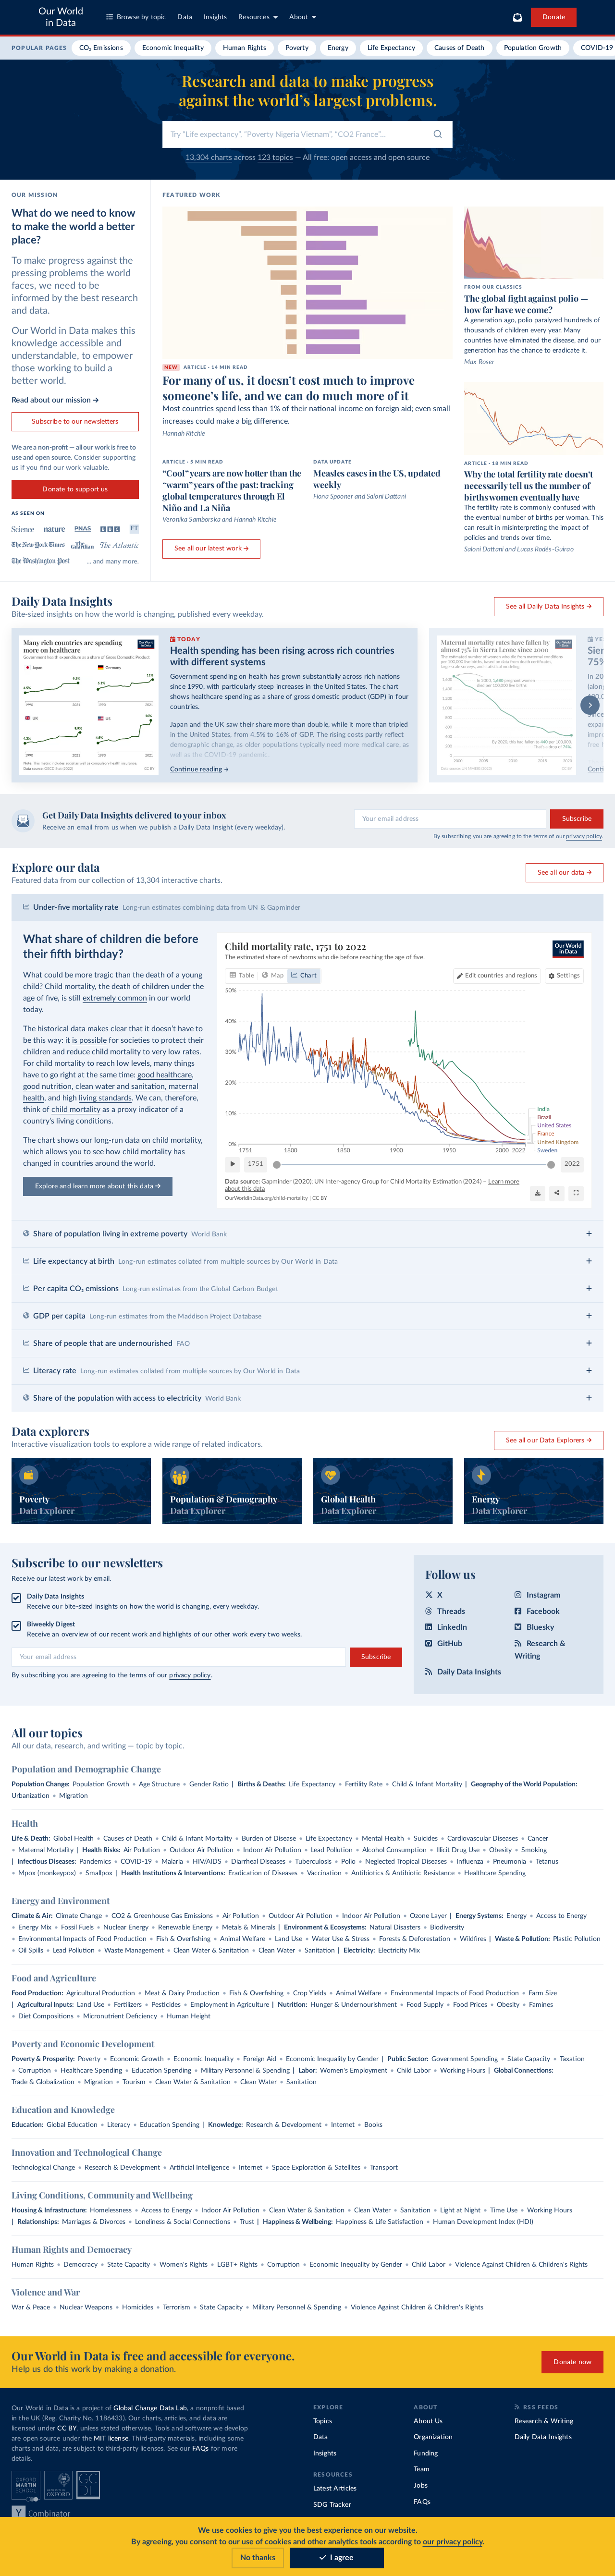 Our World
in Data
Browse by topic
Data
Insights
Resources
About
Donate
POPULAR PAGES
CO₂ Emissions
Economic Inequality
Human Rights
Poverty
Energy
Life Expectancy
Causes of Death
Population Growth
COVID-19
Research and data to make progress
against the world's largest problems.
Try "Life expectancy", "Poverty Nigeria Vietnam", "CO2 France"...
13,304 charts across 123 topics — All free: open access and open source
OUR MISSION
What do we need to know
to make the world a better
place?
To make progress against the
pressing problems the world
faces, we need to be
informed by the best research
and data.
Our World in Data makes this
knowledge accessible and
understandable, to empower
those working to build a
better world.
Read about our mission →
Subscribe to our newsletters
We are a non-profit — all our work is free to
use and open source. Consider supporting
us if you find our work valuable.
Donate to support us
AS SEEN ON
Science
nature
PNAS
BBC
FT
The New York Times
The Guardian
The Atlantic
The Washington Post
... and many more.
FEATURED WORK
NEW ARTICLE • 14 MIN READ
For many of us, it doesn't cost much to improve
someone's life, and we can do much more of it
Most countries spend less than 1% of their national income on foreign aid; even small
increases could make a big difference.
Hannah Ritchie
ARTICLE • 5 MIN READ
"Cool" years are now hotter than the
"warm" years of the past: tracking
global temperatures through El
Niño and La Niña
Veronika Samborska and Hannah Ritchie
DATA UPDATE
Measles cases in the US, updated
weekly
Fiona Spooner and Saloni Dattani
See all our latest work →
FROM OUR CLASSICS
The global fight against polio —
how far have we come?
A generation ago, polio paralyzed hundreds of
thousands of children every year. Many
countries have eliminated the disease, and our
generation has the chance to eradicate it.
Max Roser
ARTICLE • 18 MIN READ
Why the total fertility rate doesn't
necessarily tell us the number of
births women eventually have
The fertility rate is commonly confused with
the eventual number of births per woman. This
can result in misinterpreting the impact of
policies and trends over time.
Saloni Dattani and Lucas Rodés-Guirao
Daily Data Insights
Bite-sized insights on how the world is changing, published every weekday.
See all Daily Data Insights →
Many rich countries are spending
more on healthcare
Our World
in Data
Government health expenditure as a share of Gross Domestic Product
Japan
Germany
UK
US
1990
2023
TODAY
Health spending has been rising across rich countries
with different systems
Government spending on health has grown substantially across rich nations
since 1990, with particularly steep increases in the United States. The chart
shows healthcare spending as a share of gross domestic product (GDP) in four
countries.
Japan and the UK saw their share more than double, while it more than tripled
in the United States, from 4.5% to 16% of GDP. The rising costs partly reflect
demographic change, as older populations typically require more medical care, as
well as the COVID-19 pandemic.
Continue reading →
Maternal mortality rates have fallen by
almost 75% in Sierra Leone since 2000
Get Daily Data Insights delivered to your inbox
Receive an email from us when we publish a Daily Data Insight (every weekday).
Your email address
Subscribe
By subscribing you are agreeing to the terms of our privacy policy.
Explore our data
Featured data from our collection of 13,304 interactive charts.
See all our data →
Under-five mortality rate Long-run estimates combining data from UN & Gapminder
What share of children die before
their fifth birthday?
What could be more tragic than the death of a young
child? Child mortality, the death of children under the
age of five, is still extremely common in our world
today.
The historical data makes clear that it doesn't have to
be this way: it is possible for societies to protect their
children and reduce child mortality to very low rates.
For child mortality to reach low levels, many things
have to go right at the same time: good healthcare,
good nutrition, clean water and sanitation, maternal
health, and high living standards. We can, therefore,
think of child mortality as a proxy indicator of a
country's living conditions.
The chart shows our long-run data on child mortality,
which allows you to see how child mortality has
changed in countries around the world.
Explore and learn more about this data →
Child mortality rate, 1751 to 2022
The estimated share of newborns who die before reaching the age of five.
Our World
in Data
Table
Map
Chart
Edit countries and regions
Settings
50%
40%
30%
20%
10%
0%
1751
1800
1850
1900
1950
2000
2022
India
Brazil
United States
France
United Kingdom
Sweden
1751
2022
Data source: Gapminder (2020); UN Inter-agency Group for Child Mortality Estimation (2024) – Learn more
about this data
OurWorldinData.org/child-mortality | CC BY
Share of population living in extreme poverty World Bank
Life expectancy at birth Long-run estimates collated from multiple sources by Our World in Data
Per capita CO₂ emissions Long-run estimates from the Global Carbon Budget
GDP per capita Long-run estimates from the Maddison Project Database
Share of people that are undernourished FAO
Literacy rate Long-run estimates collated from multiple sources by Our World in Data
Share of the population with access to electricity World Bank
Data explorers
Interactive visualization tools to explore a wide range of related indicators.
See all our Data Explorers →
Poverty
Data Explorer
Population & Demography
Data Explorer
Global Health
Data Explorer
Energy
Data Explorer
Subscribe to our newsletters
Receive our latest work by email.
Daily Data Insights
Receive our bite-sized insights on how the world is changing, every weekday.
Biweekly Digest
Receive an overview of our recent work and highlights of our other work every two weeks.
Your email address
Subscribe
By subscribing you are agreeing to the terms of our privacy policy.
Follow us
X
Threads
LinkedIn
GitHub
Daily Data Insights
Instagram
Facebook
Bluesky
Research &
Writing
All our topics
All our data, research, and writing — topic by topic.
Population and Demographic Change
Population Change: Population Growth • Age Structure • Gender Ratio | Births & Deaths: Life Expectancy • Fertility Rate • Child & Infant Mortality | Geography of the World Population:
Urbanization • Migration
Health
Life & Death: Global Health • Causes of Death • Child & Infant Mortality • Burden of Disease • Life Expectancy • Mental Health • Suicides • Cardiovascular Diseases • Cancer
• Maternal Mortality | Health Risks: Air Pollution • Outdoor Air Pollution • Indoor Air Pollution • Lead Pollution • Alcohol Consumption • Illicit Drug Use • Obesity • Smoking
| Infectious Diseases: Pandemics • COVID-19 • Malaria • HIV/AIDS • Diarrheal Diseases • Tuberculosis • Polio • Neglected Tropical Diseases • Influenza • Pneumonia • Tetanus
• Mpox (monkeypox) • Smallpox | Health Institutions & Interventions: Eradication of Diseases • Vaccination • Antibiotics & Antibiotic Resistance • Healthcare Spending
Energy and Environment
Climate & Air: Climate Change • CO2 & Greenhouse Gas Emissions • Air Pollution • Outdoor Air Pollution • Indoor Air Pollution • Ozone Layer | Energy Systems: Energy • Access to Energy
• Energy Mix • Fossil Fuels • Nuclear Energy • Renewable Energy • Metals & Minerals | Environment & Ecosystems: Natural Disasters • Biodiversity
• Environmental Impacts of Food Production • Fish & Overfishing • Animal Welfare • Land Use • Water Use & Stress • Forests & Deforestation • Wildfires | Waste & Pollution: Plastic Pollution
• Oil Spills • Lead Pollution • Waste Management • Clean Water & Sanitation • Clean Water • Sanitation | Electricity: Electricity Mix
Food and Agriculture
Food Production: Agricultural Production • Meat & Dairy Production • Fish & Overfishing • Crop Yields • Animal Welfare • Environmental Impacts of Food Production • Farm Size
| Agricultural Inputs: Land Use • Fertilizers • Pesticides • Employment in Agriculture | Nutrition: Hunger & Undernourishment • Food Supply • Food Prices • Obesity • Famines
• Diet Compositions • Micronutrient Deficiency • Human Height
Poverty and Economic Development
Poverty & Prosperity: Poverty • Economic Growth • Economic Inequality • Foreign Aid • Economic Inequality by Gender | Public Sector: Government Spending • State Capacity • Taxation
• Corruption • Healthcare Spending • Education Spending • Military Personnel & Spending | Labor: Women's Employment • Child Labor • Working Hours | Global Connections:
Trade & Globalization • Migration • Tourism • Clean Water & Sanitation • Clean Water • Sanitation
Education and Knowledge
Education: Global Education • Literacy • Education Spending | Knowledge: Research & Development • Internet • Books
Innovation and Technological Change
Technological Change • Research & Development • Artificial Intelligence • Internet • Space Exploration & Satellites • Transport
Living Conditions, Community and Wellbeing
Housing & Infrastructure: Homelessness • Access to Energy • Indoor Air Pollution • Clean Water & Sanitation • Clean Water • Sanitation • Light at Night • Time Use • Working Hours
| Relationships: Marriages & Divorces • Loneliness & Social Connections • Trust | Happiness & Wellbeing: Happiness & Life Satisfaction • Human Development Index (HDI)
Human Rights and Democracy
Human Rights • Democracy • State Capacity • Women's Rights • LGBT+ Rights • Corruption • Economic Inequality by Gender • Child Labor • Violence Against Children & Children's Rights
Violence and War
War & Peace • Nuclear Weapons • Homicides • Terrorism • State Capacity • Military Personnel & Spending • Violence Against Children & Children's Rights
Our World in Data is free and accessible for everyone.
Help us do this work by making a donation.
Donate now
Our World in Data is a project of Global Change Data Lab, a nonprofit based
in the UK (Reg. Charity No. 1186433). Our charts, articles, and data are
licensed under CC BY, unless stated otherwise. Tools and software we develop
are open source under the MIT license. Third-party materials, including some
charts and data, are subject to third-party licenses. See our FAQs for more
details.
OXFORD
MARTIN
SCHOOL
UNIVERSITY OF
OXFORD
GC
DL
Y Combinator
EXPLORE
Topics
Data
Insights
RESOURCES
Latest Articles
SDG Tracker
ABOUT
About Us
Organization
Funding
Team
Jobs
FAQs
RSS FEEDS
Research & Writing
Daily Data Insights
We use cookies to give you the best experience on our website.
By agreeing, you consent to our use of cookies and other analytics tools according to our privacy policy.
No thanks
I agree